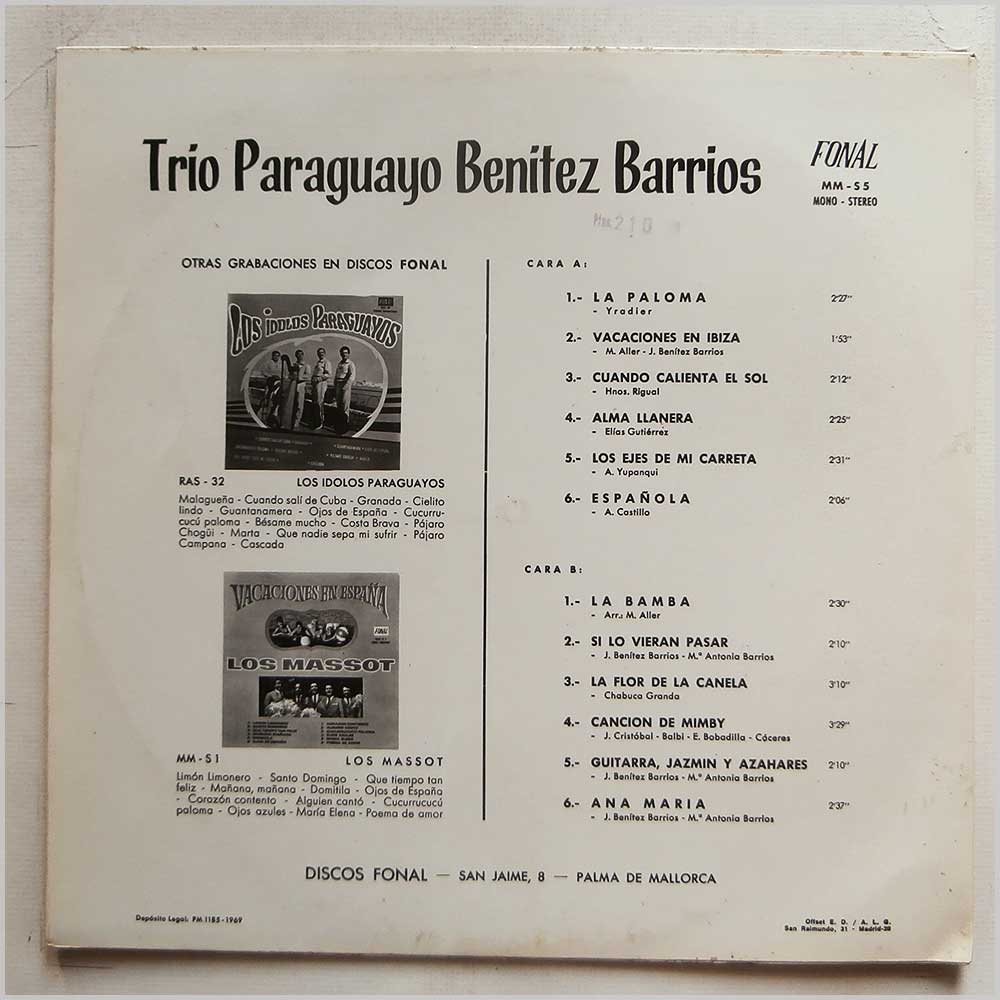 Trío Paraguayo Benítez Barrios
FONAL
MM - S 5
MONO - STEREO
210
OTRAS GRABACIONES EN DISCOS FONAL
LOS IDOLOS PARAGUAYOS
RAS - 32 LOS IDOLOS PARAGUAYOS
Malagueña - Cuando salí de Cuba - Granada - Cielito
lindo - Guantanamera - Ojos de España - Cucurru-
cucú paloma - Bésame mucho - Costa Brava - Pájaro
Chogüi - Marta - Que nadie sepa mi sufrir - Pájaro
Campana - Cascada
VACACIONES EN ESPAÑA
FONAL
LOS MASSOT
MM - S 1 LOS MASSOT
Limón Limonero - Santo Domingo - Que tiempo tan
feliz - Mañana, mañana - Domitila - Ojos de España
- Corazón contento - Alguien cantó - Cucurrucucú
paloma - Ojos azules - María Elena - Poema de amor
CARA A:
1.- LA PALOMA 2'27"
- Yradier
2.- VACACIONES EN IBIZA 1'53"
- M. Aller - J. Benítez Barrios
3.- CUANDO CALIENTA EL SOL 2'12"
- Hnos. Rigual
4.- ALMA LLANERA 2'25"
- Elías Gutiérrez
5.- LOS EJES DE MI CARRETA 2'31"
- A. Yupanqui
6.- ESPAÑOLA 2'06"
- A. Castillo
CARA B:
1.- LA BAMBA 2'30"
- Arr.: M. Aller
2.- SI LO VIERAN PASAR 2'10"
- J. Benítez Barrios - M.ª Antonia Barrios
3.- LA FLOR DE LA CANELA 3'10"
- Chabuca Granda
4.- CANCION DE MIMBY 3'29"
- J. Cristóbal - Balbi - E. Bobadilla - Cáceres
5.- GUITARRA, JAZMIN Y AZAHARES 2'10"
- J. Benítez Barrios - M.ª Antonia Barrios
6.- ANA MARIA 2'37"
- J. Benítez Barrios - M.ª Antonia Barrios
DISCOS FONAL — SAN JAIME, 8 — PALMA DE MALLORCA
Depósito Legal: PM 1185 - 1969
Offset E. D. / A. L. G.
San Raimundo, 31 - Madrid-20